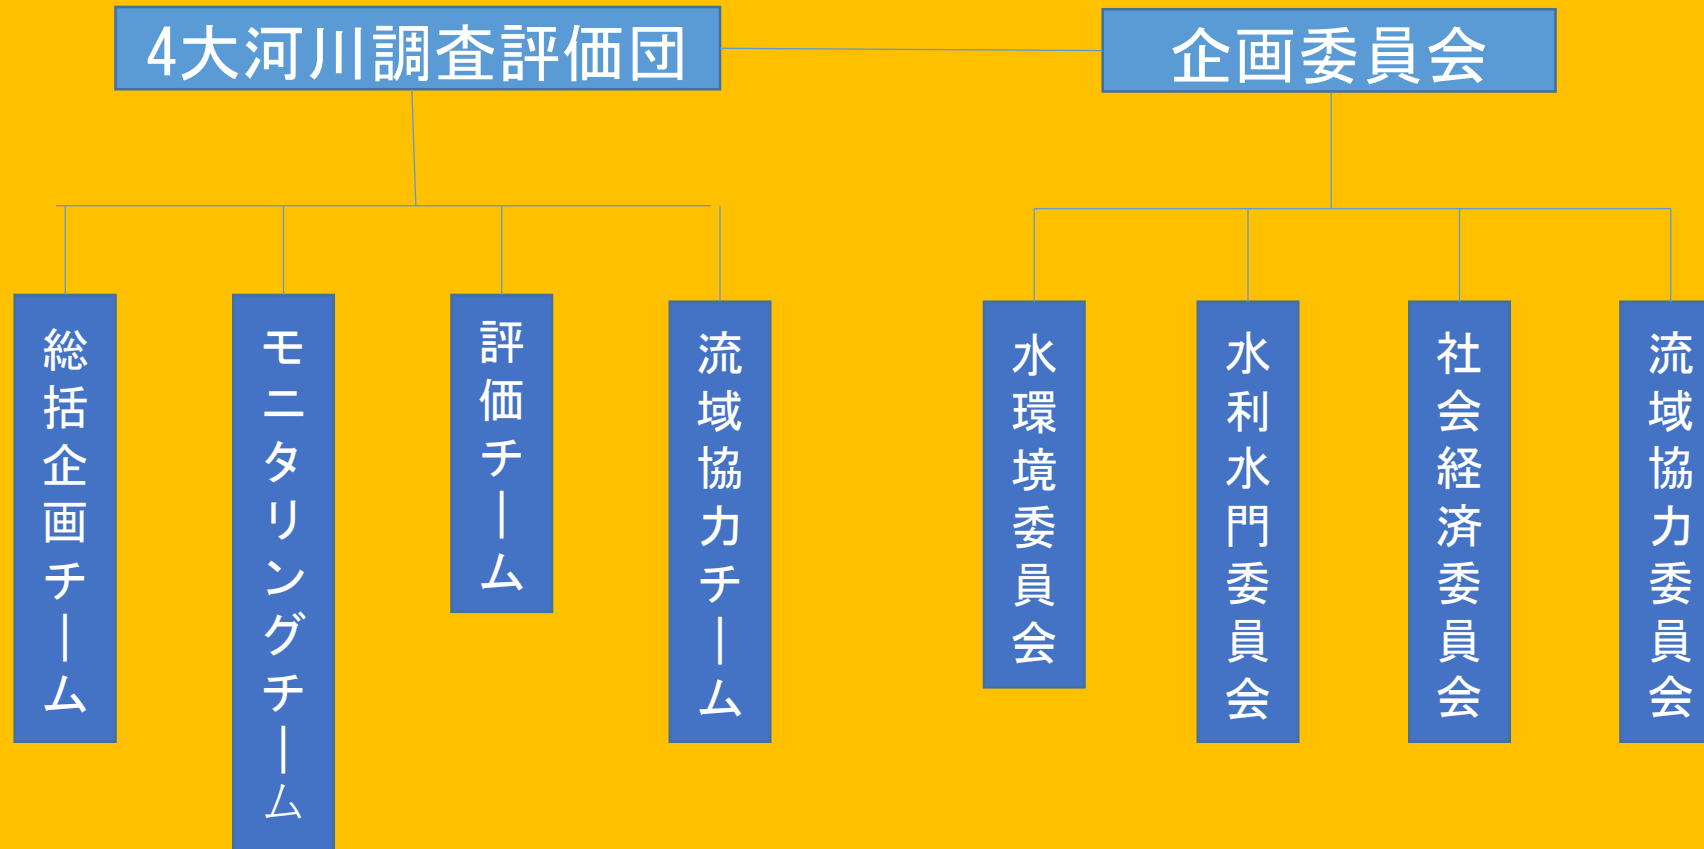 4大河川調査評価団
企画委員会
総括企画チーム
モニタリングチーム
評価チーム
流域協力チーム
水環境委員会
水利水門委員会
社会経済委員会
流域協力委員会